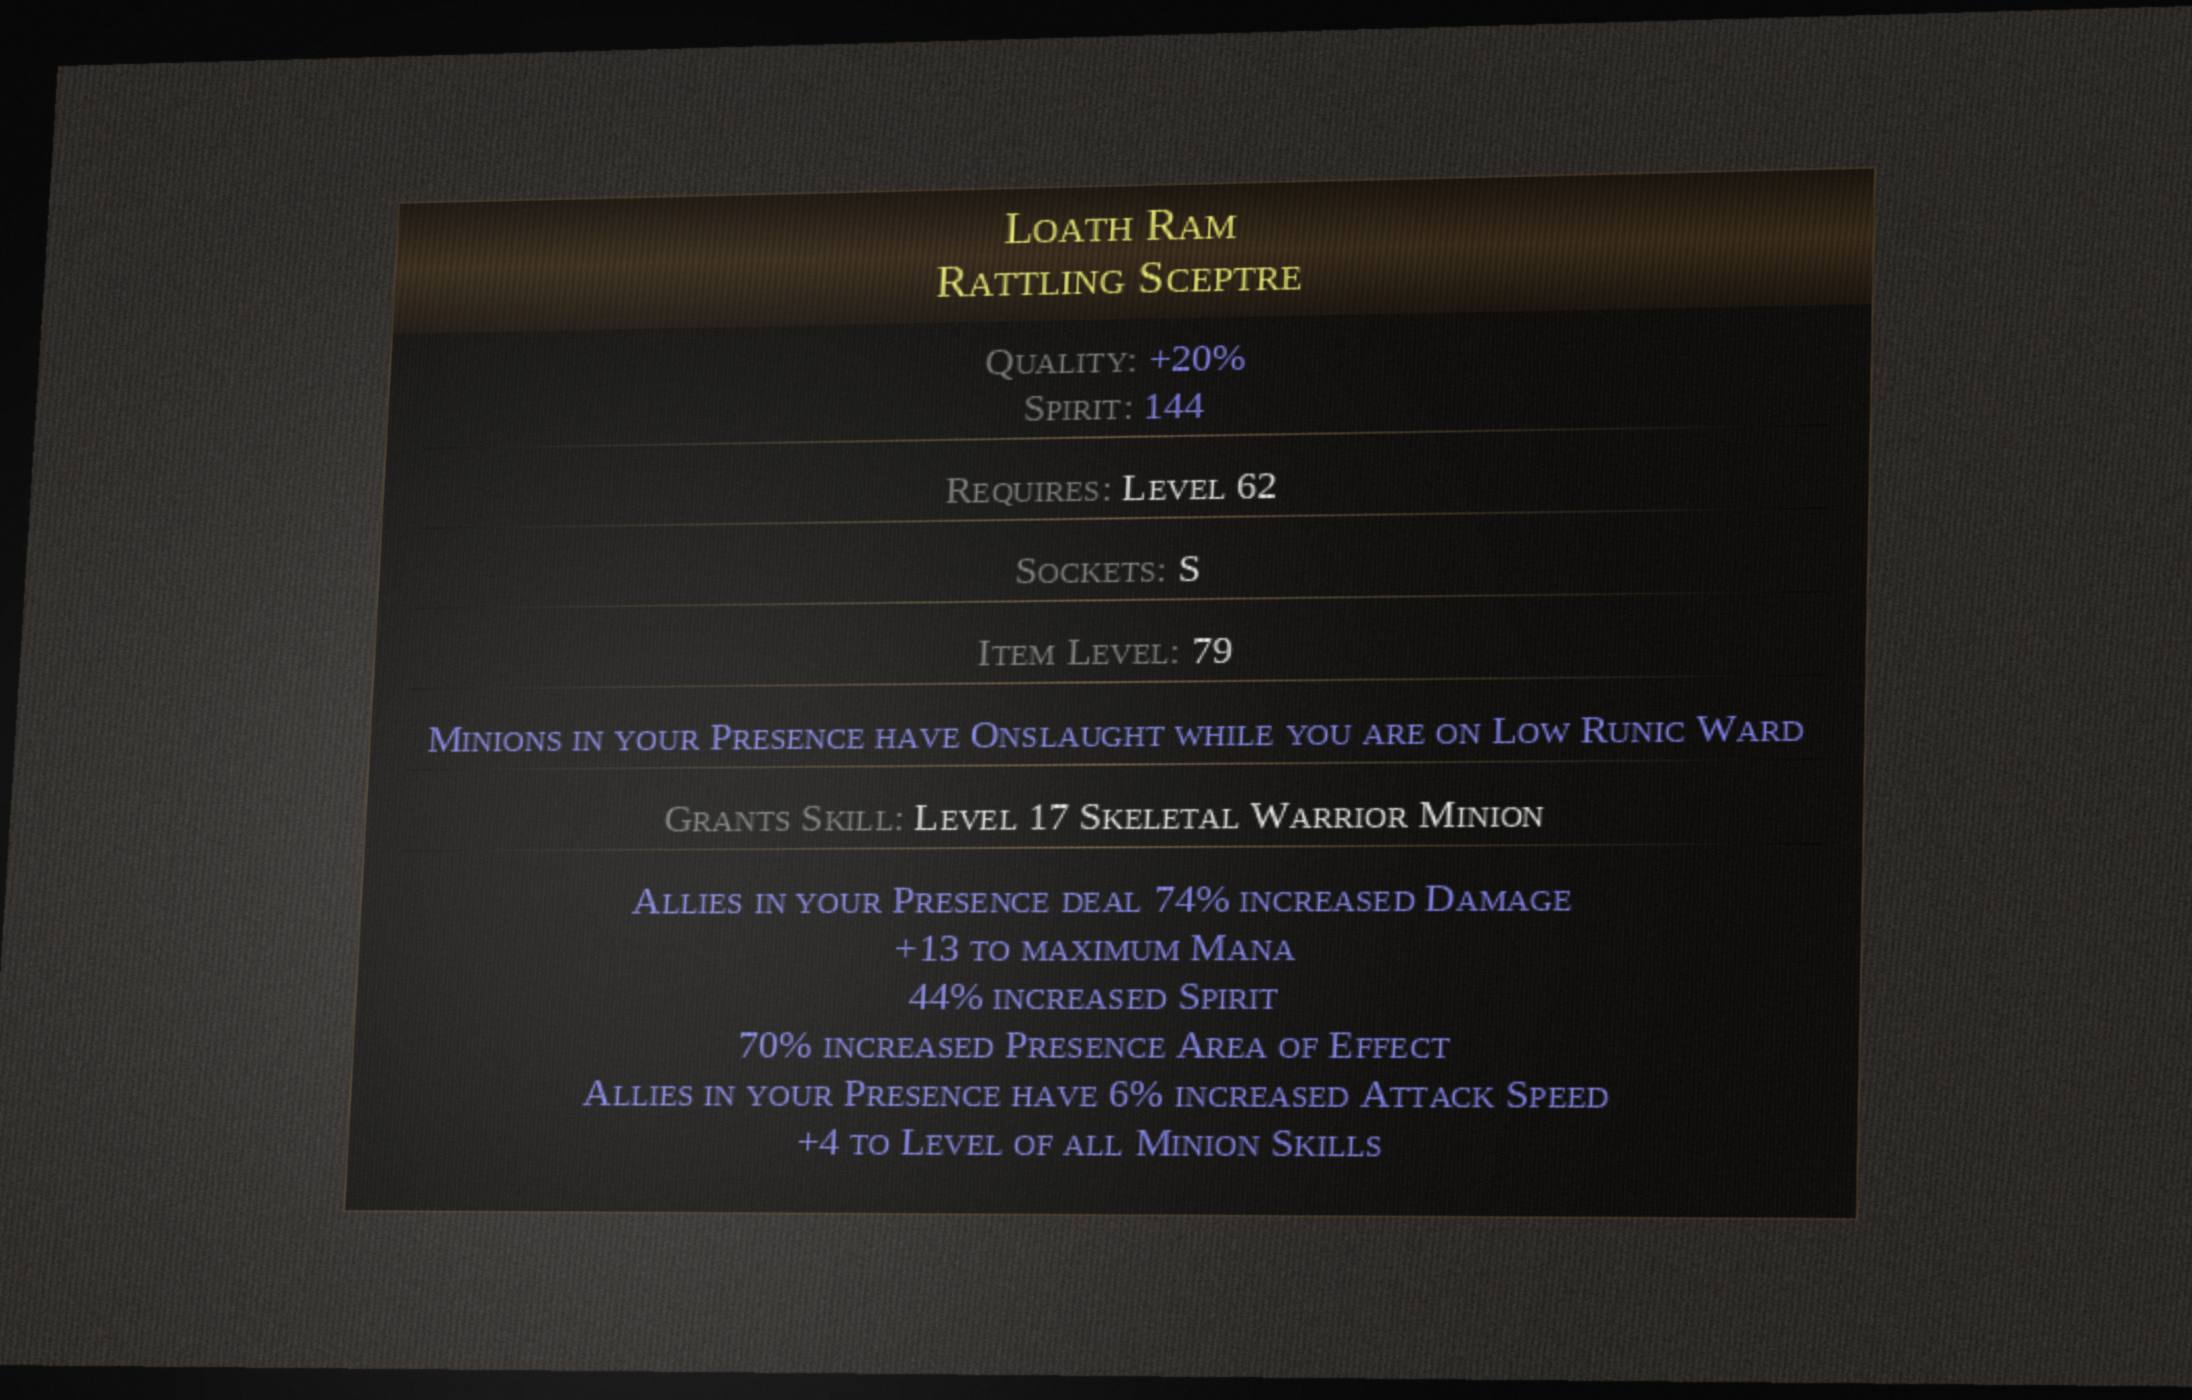 Loath Ram
Rattling Sceptre
Quality: +20%
Spirit: 144
Requires: Level 62
Sockets: S
Item Level: 79
Minions in your Presence have Onslaught while you are on Low Runic Ward
Grants Skill: Level 17 Skeletal Warrior Minion
Allies in your Presence deal 74% increased Damage
+13 to maximum Mana
44% increased Spirit
70% increased Presence Area of Effect
Allies in your Presence have 6% increased Attack Speed
+4 to Level of all Minion Skills